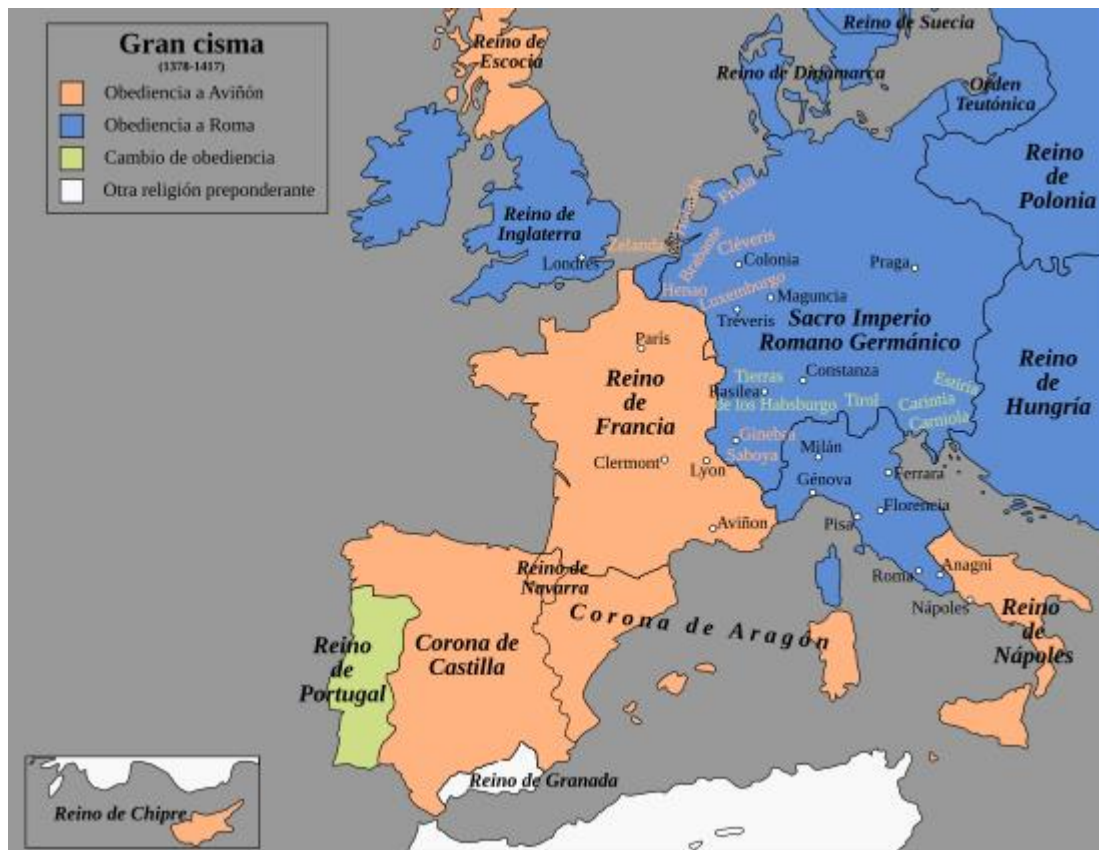 Gran cisma
(1378-1417)
Obediencia a Aviñón
Obediencia a Roma
Cambio de obediencia
Otra religión preponderante
Reino de
Escocia
Reino de Suecia
Reino de Dinamarca
Orden
Teutónica
Reino
de
Polonia
Reino de
Inglaterra
Londres
Zelanda
Holanda
Frisia
Brabante
Cléveris
Henao
Luxemburgo
Colonia
Praga
Maguncia
Tréveris
Sacro Imperio
Romano Germánico
París
Reino
de
Francia
Constanza
Tierras
Basilea
de los Habsburgo
Tirol
Estiria
Carintia
Carniola
Reino
de
Hungría
Ginebra
Saboya
Clermont
Lyon
Milán
Génova
Ferrara
Florencia
Pisa
Aviñon
Roma
Anagni
Nápoles
Reino
de
Nápoles
Reino de
Navarra
Corona de Aragón
Corona de
Castilla
Reino
de
Portugal
Reino de Granada
Reino de Chipre